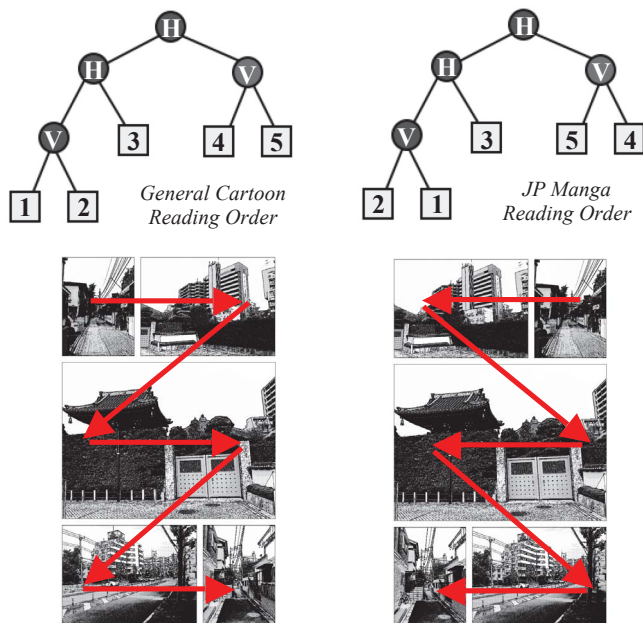 H
H
V
V
3
4
5
1
2
General Cartoon
Reading Order
H
H
V
V
3
5
4
2
1
JP Manga
Reading Order